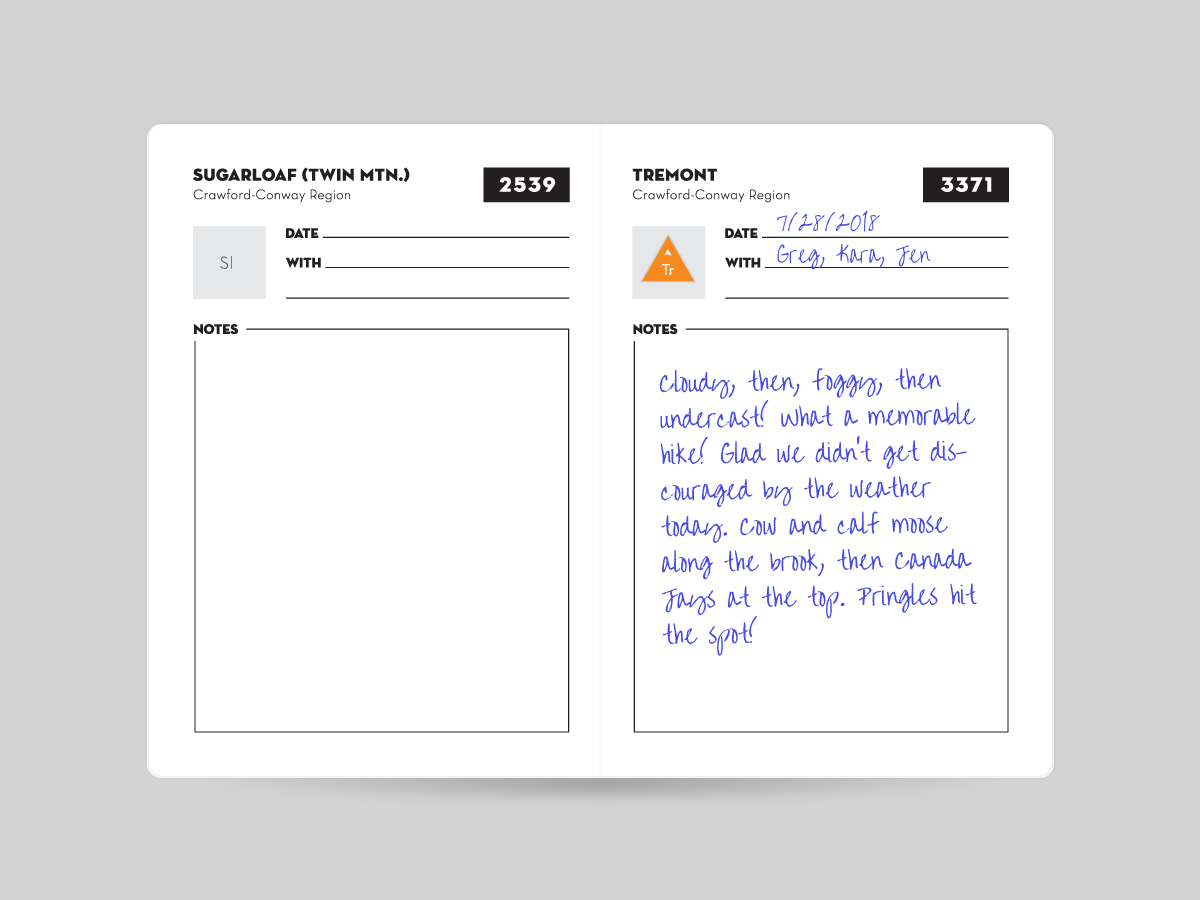 SUGARLOAF (TWIN MTN.)
Crawford-Conway Region
2539
Sl
DATE
WITH
NOTES
TREMONT
Crawford-Conway Region
3371
Tr
DATE 7/28/2018
WITH Greg, Kara, Jen
NOTES
Cloudy, then, foggy, then
undercast! What a memorable
hike! Glad we didn't get dis-
couraged by the weather
today. Cow and calf moose
along the brook, then Canada
Jays at the top. Pringles hit
the spot!